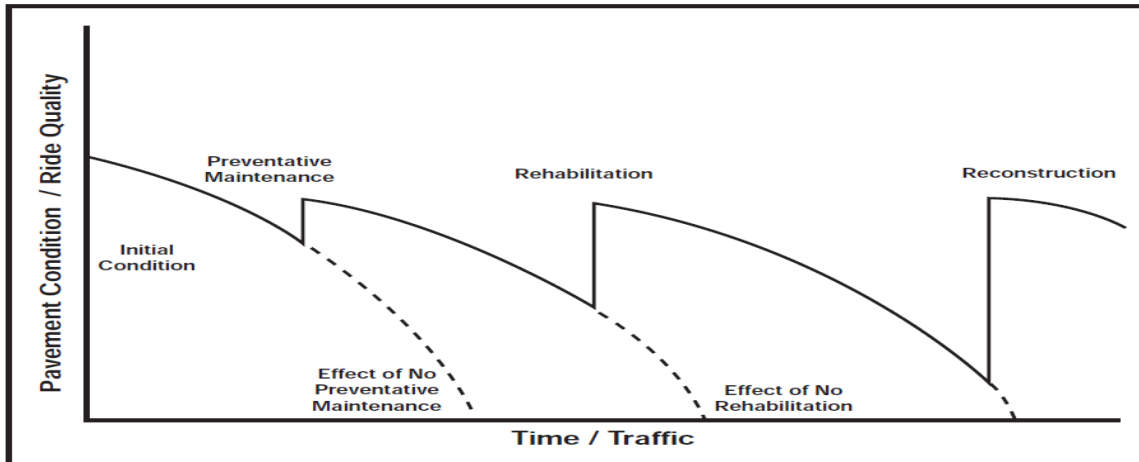 Pavement Condition / Ride Quality
Preventative
Maintenance
Rehabilitation
Reconstruction
Initial
Condition
Effect of No
Preventative
Maintenance
Effect of No
Rehabilitation
Time / Traffic